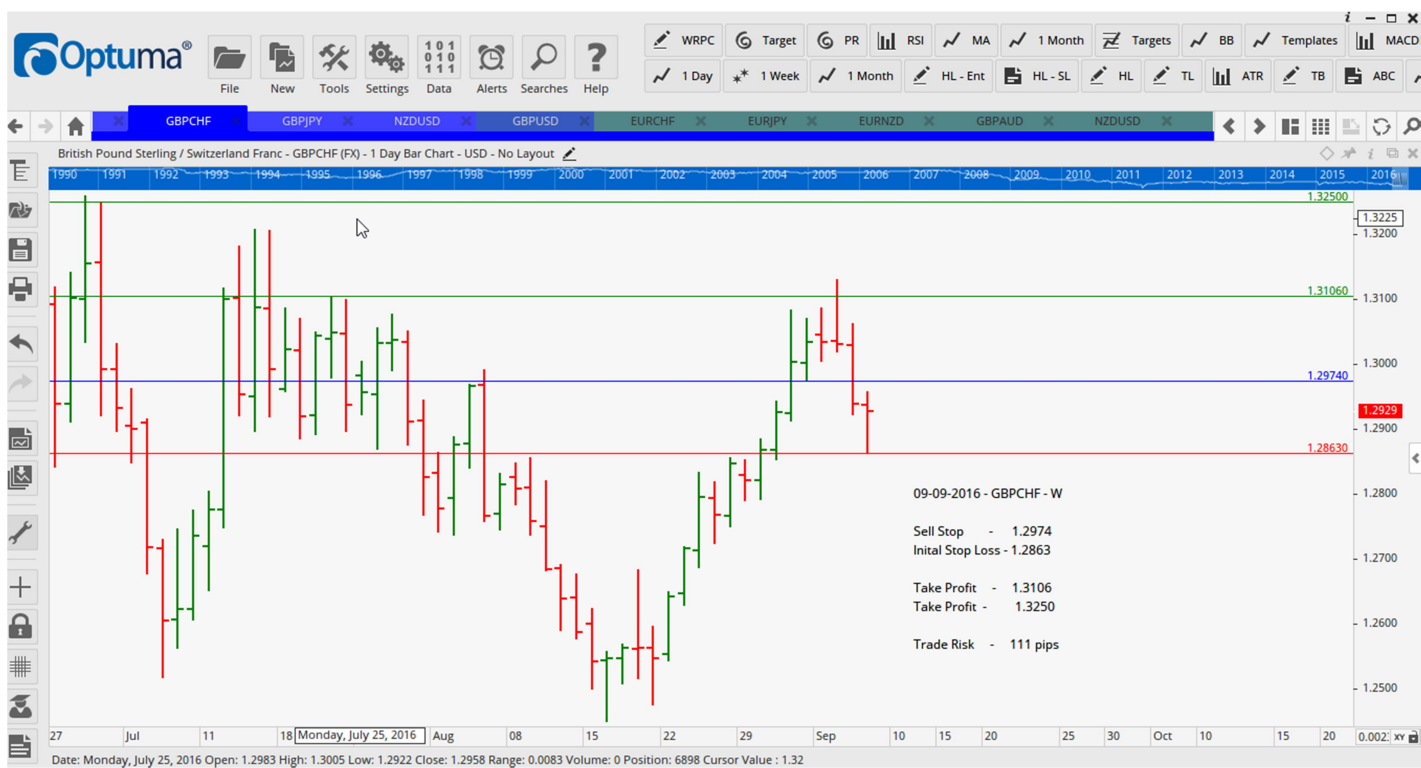 i
Optuma®
File
New
Tools
Settings
101
010
111
Data
Alerts
Searches
?
Help
WRPC
Target
PR
RSI
MA
1 Month
Targets
BB
Templates
MACD
1 Day
1 Week
1 Month
HL - Ent
HL - SL
HL
TL
ATR
TB
ABC
GBPCHF
GBPJPY
NZDUSD
GBPUSD
EURCHF
EURJPY
EURNZD
GBPAUD
NZDUSD
British Pound Sterling / Switzerland Franc - GBPCHF (FX) - 1 Day Bar Chart - USD - No Layout
i
1990 1991 1992 1993 1994 1995 1996 1997 1998 1999 2000 2001 2002 2003 2004 2005 2006 2007 2008 2009 2010 2011 2012 2013 2014 2015 2016
1.32500
1.3225
1.3200
1.31060
1.3100
1.3000
1.29740
1.2929
1.2900
1.28630
1.2800
1.2700
1.2600
1.2500
09-09-2016 - GBPCHF - W
Sell Stop - 1.2974
Inital Stop Loss - 1.2863
Take Profit - 1.3106
Take Profit - 1.3250
Trade Risk - 111 pips
27 Jul 11 18 Monday, July 25, 2016 Aug 08 15 22 29 Sep 10 15 20 25 30 Oct 10 15 20 0.002 XY
Date: Monday, July 25, 2016 Open: 1.2983 High: 1.3005 Low: 1.2922 Close: 1.2958 Range: 0.0083 Volume: 0 Position: 6898 Cursor Value : 1.32